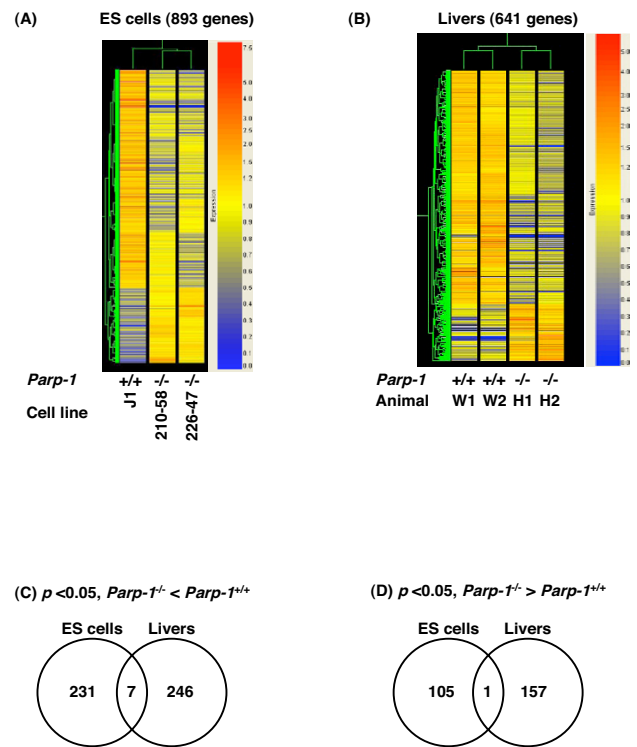 (A) ES cells (893 genes)
Expression
Parp-1 +/+ -/- -/-
Cell line J1 210-58 226-47
(B) Livers (641 genes)
Expression
Parp-1 +/+ +/+ -/- -/-
Animal W1 W2 H1 H2
(C) p <0.05, Parp-1-/- < Parp-1+/+
ES cells Livers
231 7 246
(D) p <0.05, Parp-1-/- > Parp-1+/+
ES cells Livers
105 1 157